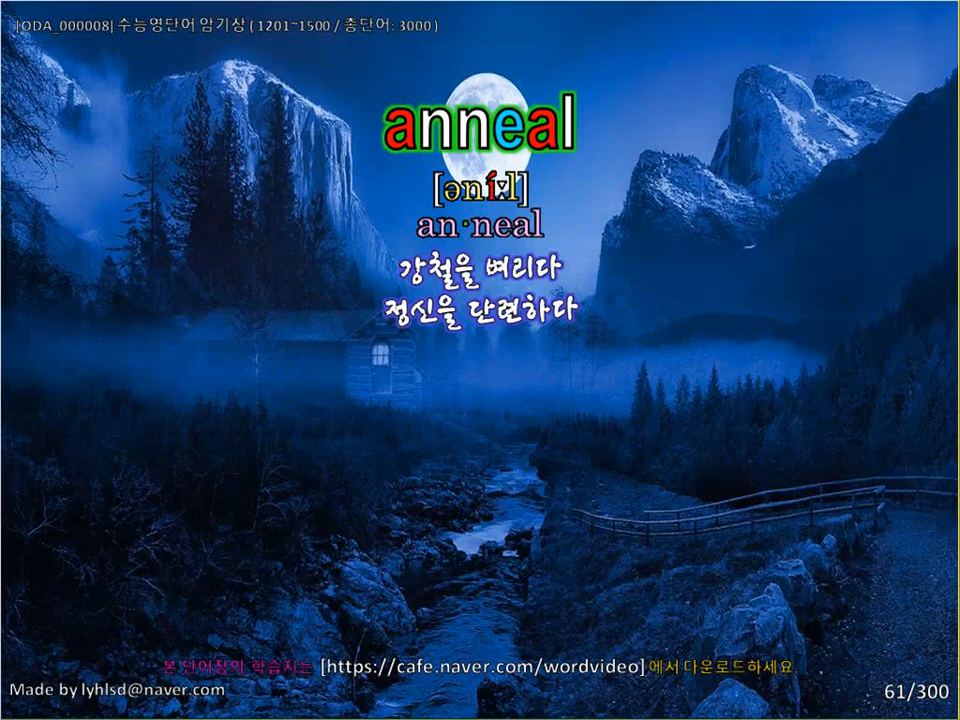 [ODA_000008] 수능영단어 암기상 ( 1201~1500 / 총단어: 3000 )
anneal
[əníːl]
an·neal
강철을 벼리다
정신을 단련하다
본 단어장의 학습지는 [https://cafe.naver.com/wordvideo] 에서 다운로드하세요.
Made by lyhlsd@naver.com
61/300